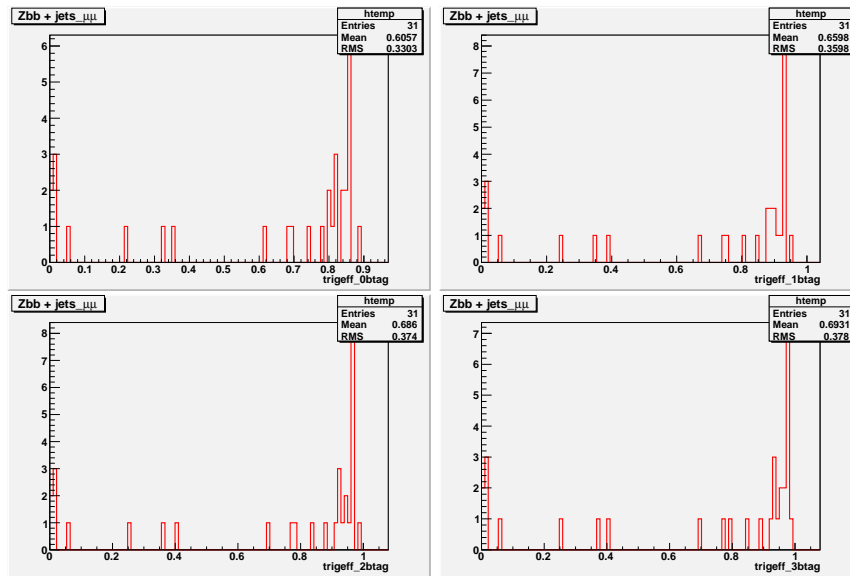 Zbb + jets_μμ
htemp
Entries 31
Mean 0.6057
RMS 0.3303
6
5
4
3
2
1
0
0 0.1 0.2 0.3 0.4 0.5 0.6 0.7 0.8 0.9
trigeff_0btag
Zbb + jets_μμ
htemp
Entries 31
Mean 0.6598
RMS 0.3598
8
7
6
5
4
3
2
1
0
0 0.2 0.4 0.6 0.8 1
trigeff_1btag
Zbb + jets_μμ
htemp
Entries 31
Mean 0.686
RMS 0.374
8
7
6
5
4
3
2
1
0
0 0.2 0.4 0.6 0.8 1
trigeff_2btag
Zbb + jets_μμ
htemp
Entries 31
Mean 0.6931
RMS 0.378
7
6
5
4
3
2
1
0
0 0.2 0.4 0.6 0.8 1
trigeff_3btag